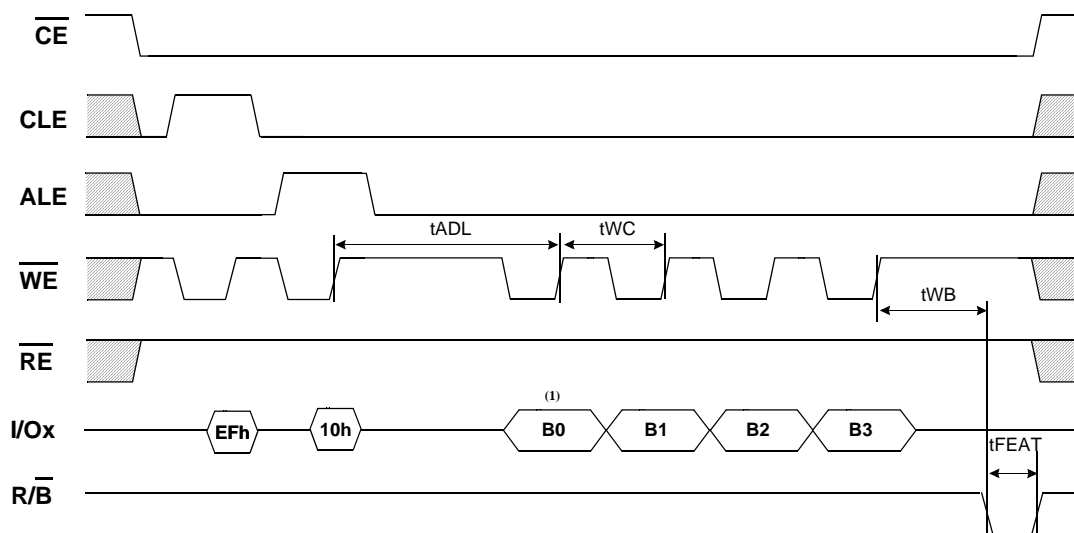 CE
CLE
ALE
tADL tWC
WE
tWB
RE
(1)
I/Ox EFh 10h B0 B1 B2 B3
tFEAT
R/B